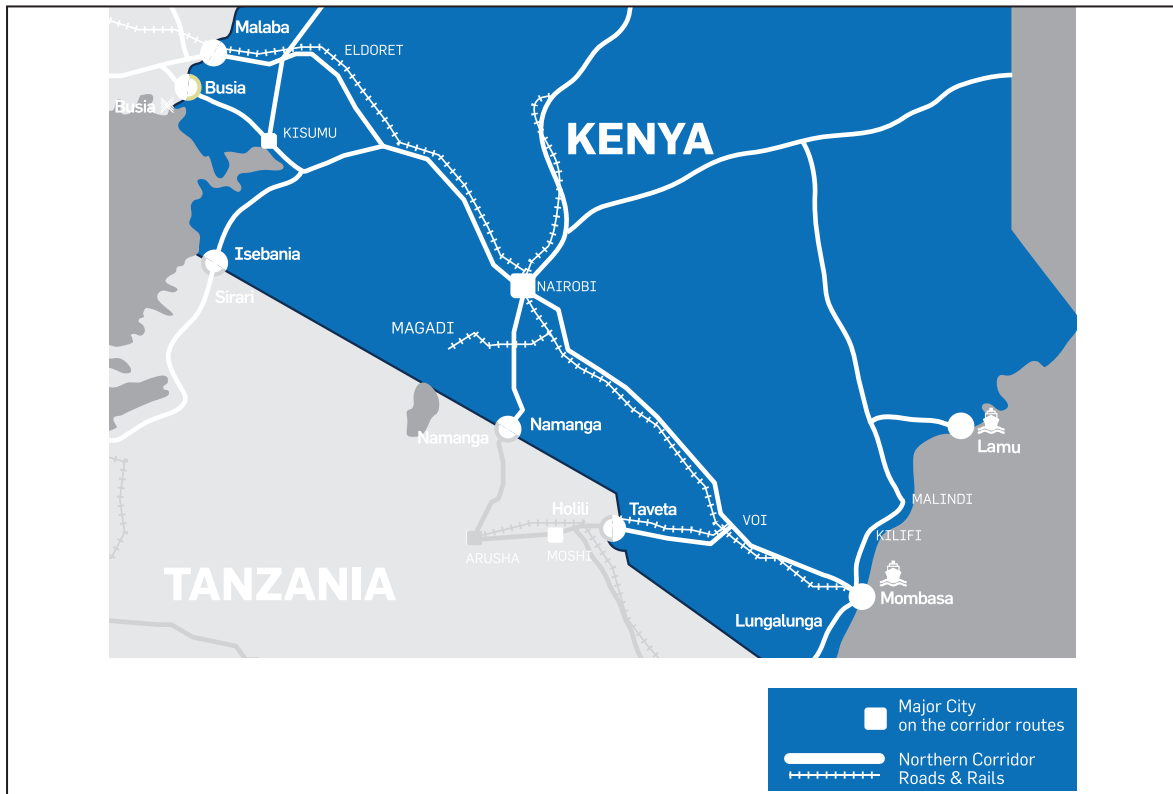 Malaba
ELDORET
Busia
Busia
KISUMU
KENYA
Isebania
Sirari
NAIROBI
MAGADI
Namanga
Namanga
Lamu
MALINDI
Holili
Taveta
VOI
KILIFI
ARUSHA
MOSHI
TANZANIA
Mombasa
Lungalunga
Major City
on the corridor routes
Northern Corridor
Roads & Rails